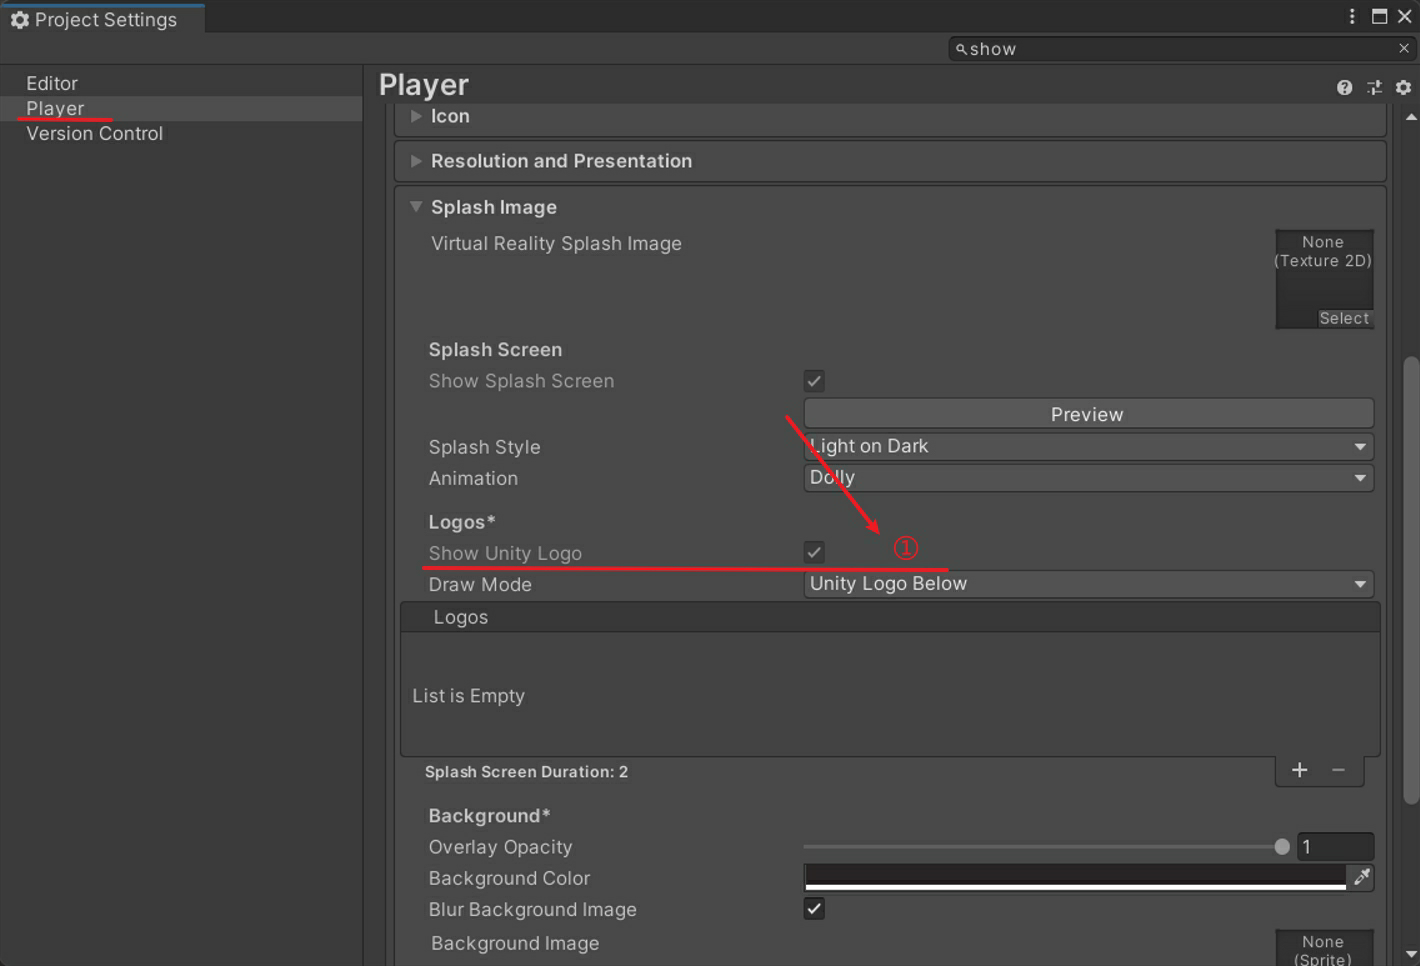 Project Settings
show
Editor
Player
Version Control
Player
Icon
Resolution and Presentation
Splash Image
Virtual Reality Splash Image
None
(Texture 2D)
Select
Splash Screen
Show Splash Screen
Preview
Splash Style
Light on Dark
Animation
Dolly
Logos*
Show Unity Logo
①
Draw Mode
Unity Logo Below
Logos
List is Empty
Splash Screen Duration: 2
Background*
Overlay Opacity
1
Background Color
Blur Background Image
Background Image
None
(Sprite)